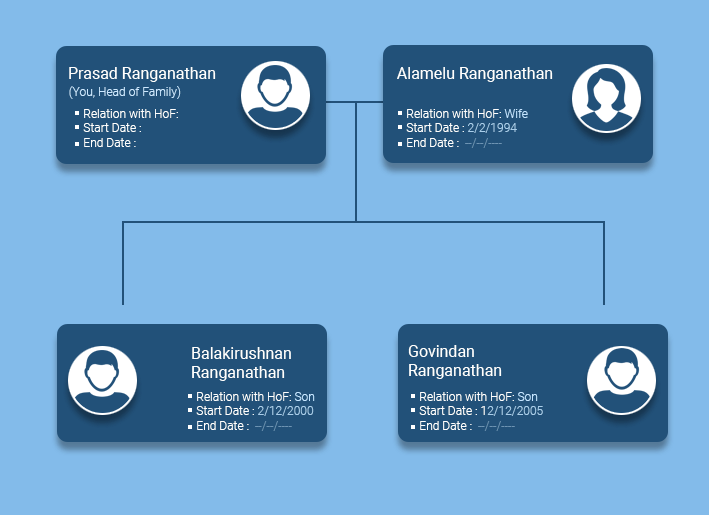 Prasad Ranganathan
(You, Head of Family)
Relation with HoF:
Start Date :
End Date :
Alamelu Ranganathan
Relation with HoF: Wife
Start Date : 2/2/1994
End Date : --/--/----
Balakirushnan
Ranganathan
Relation with HoF: Son
Start Date : 2/12/2000
End Date : --/--/----
Govindan
Ranganathan
Relation with HoF: Son
Start Date : 12/12/2005
End Date : --/--/----